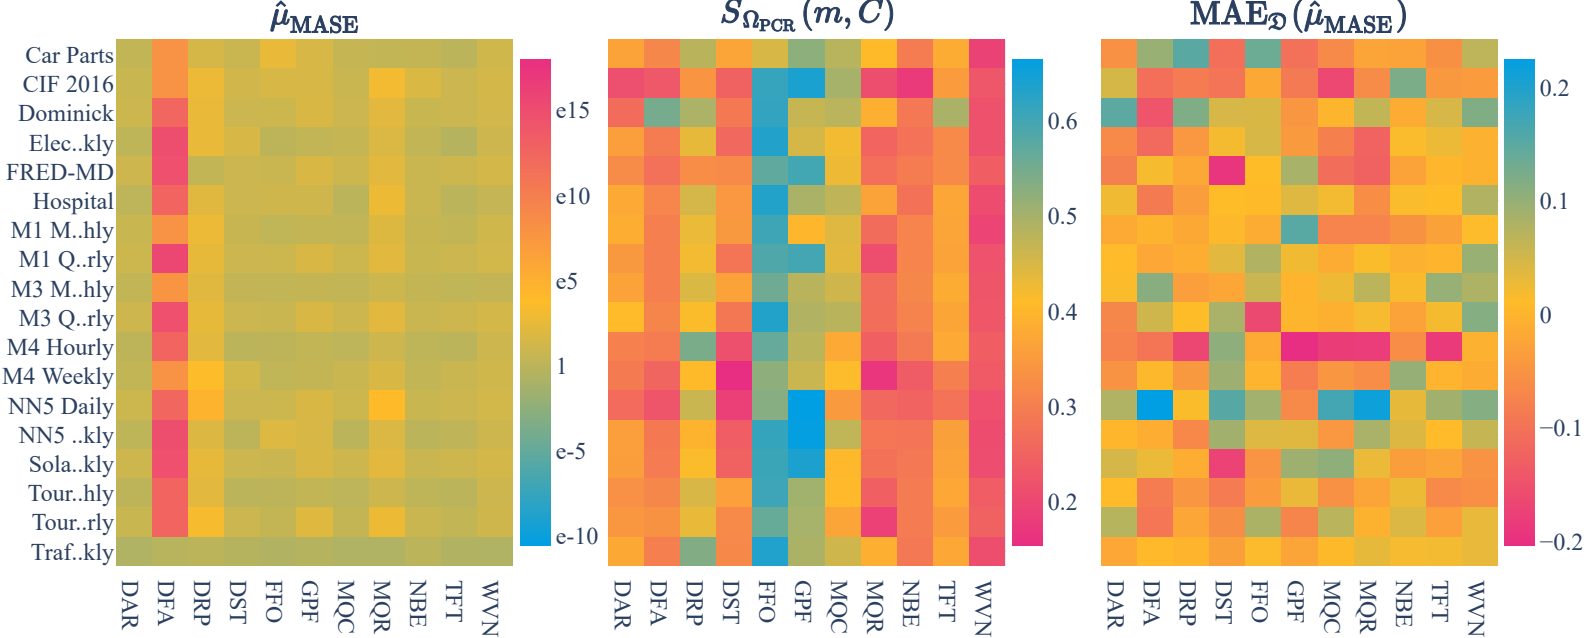 μ̂_MASE
S_Ω_PCR (m, C)
MAE_𝔇 (μ̂_MASE)
Car Parts
CIF 2016
Dominick
Elec..kly
FRED-MD
Hospital
M1 M..hly
M1 Q..rly
M3 M..hly
M3 Q..rly
M4 Hourly
M4 Weekly
NN5 Daily
NN5 ..kly
Sola..kly
Tour..hly
Tour..rly
Traf..kly
DAR DFA DRP DST FFO GPF MQC MQR NBE TFT WVN
e15
e10
e5
1
e-5
e-10
DAR DFA DRP DST FFO GPF MQC MQR NBE TFT WVN
0.6
0.5
0.4
0.3
0.2
DAR DFA DRP DST FFO GPF MQC MQR NBE TFT WVN
0.2
0.1
0
−0.1
−0.2